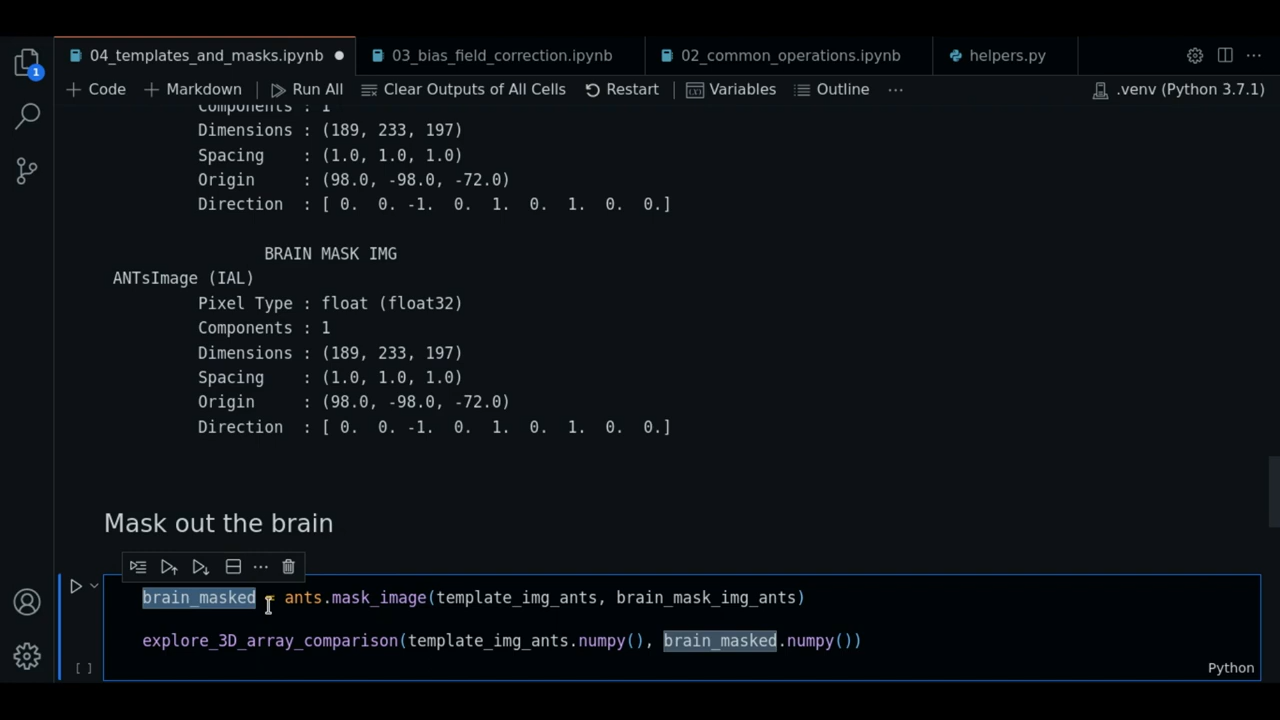 04_templates_and_masks.ipynb 03_bias_field_correction.ipynb 02_common_operations.ipynb helpers.py
1
Code Markdown Run All Clear Outputs of All Cells Restart Variables Outline ... .venv (Python 3.7.1)
Components : 1
Dimensions : (189, 233, 197)
Spacing : (1.0, 1.0, 1.0)
Origin : (98.0, -98.0, -72.0)
Direction : [ 0. 0. -1. 0. 1. 0. 1. 0. 0.]
BRAIN MASK IMG
ANTsImage (IAL)
Pixel Type : float (float32)
Components : 1
Dimensions : (189, 233, 197)
Spacing : (1.0, 1.0, 1.0)
Origin : (98.0, -98.0, -72.0)
Direction : [ 0. 0. -1. 0. 1. 0. 1. 0. 0.]
Mask out the brain
brain_masked = ants.mask_image(template_img_ants, brain_mask_img_ants)
explore_3D_array_comparison(template_img_ants.numpy(), brain_masked.numpy())
[ ] Python